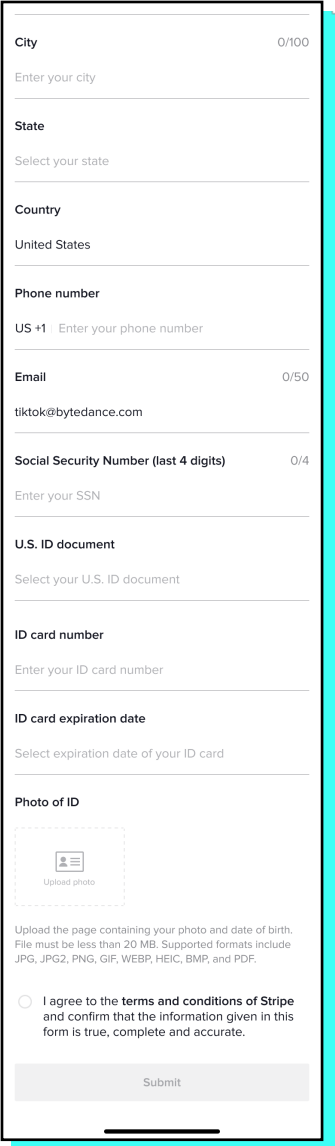 City 0/100
Enter your city
State
Select your state
Country
United States
Phone number
US +1 Enter your phone number
Email 0/50
tiktok@bytedance.com
Social Security Number (last 4 digits) 0/4
Enter your SSN
U.S. ID document
Select your U.S. ID document
ID card number
Enter your ID card number
ID card expiration date
Select expiration date of your ID card
Photo of ID
Upload photo
Upload the page containing your photo and date of birth.
File must be less than 20 MB. Supported formats include
JPG, JPG2, PNG, GIF, WEBP, HEIC, BMP, and PDF.
I agree to the terms and conditions of Stripe
and confirm that the information given in this
form is true, complete and accurate.
Submit